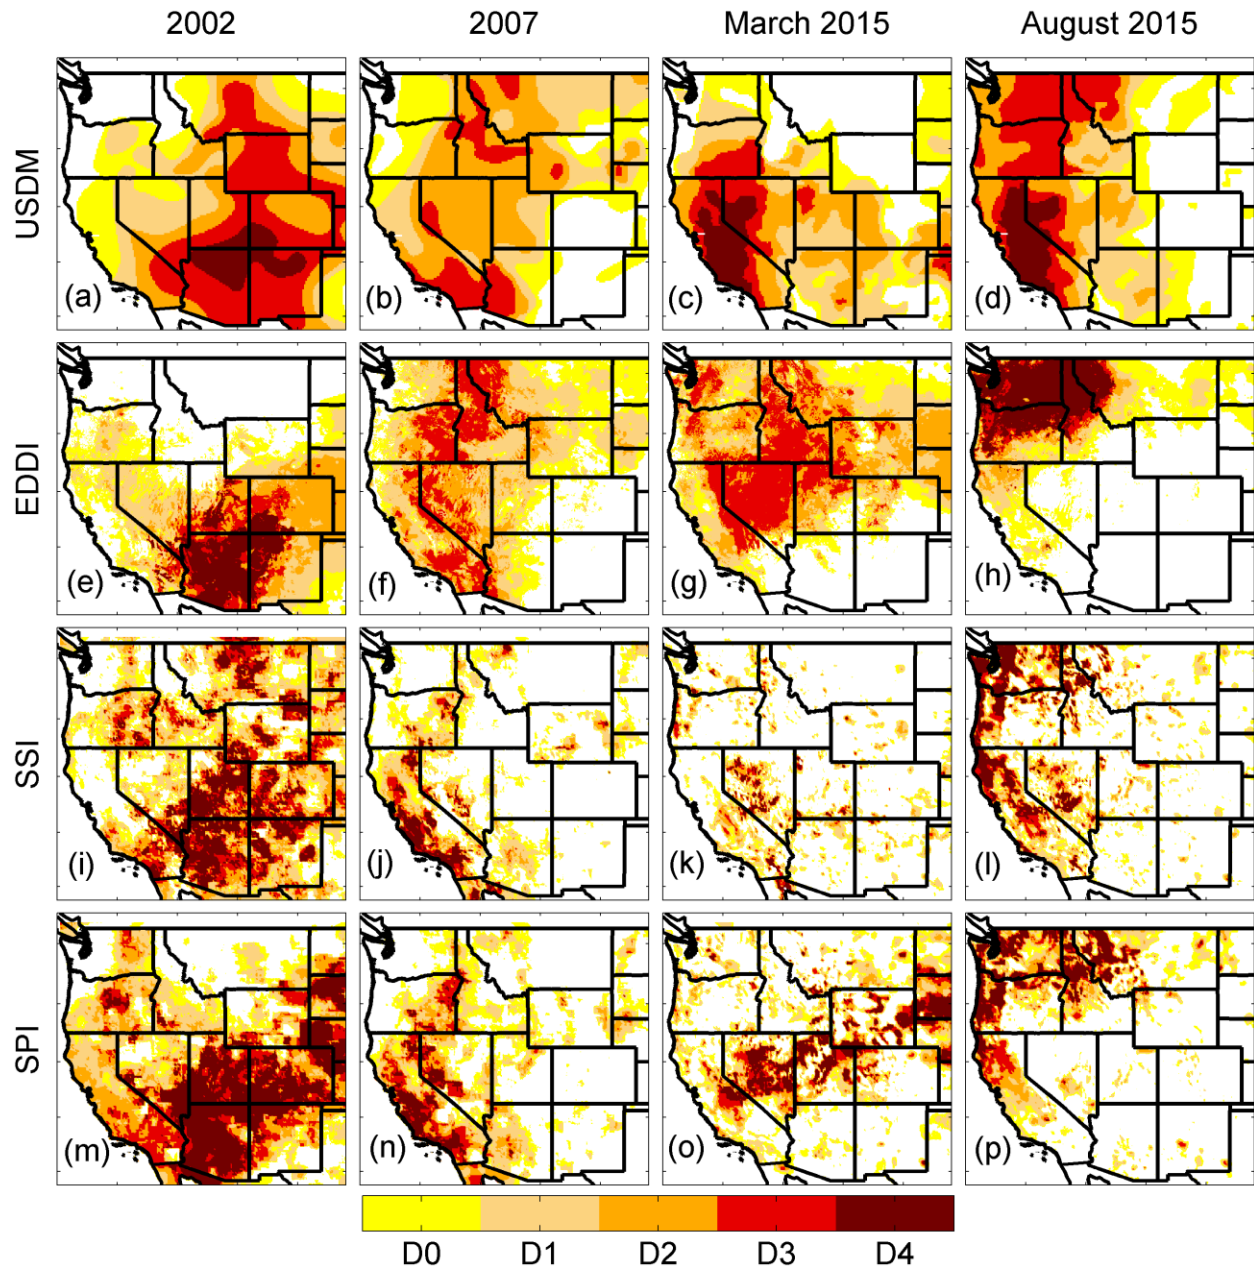 2002 2007 March 2015 August 2015
USDM
(a) (b) (c) (d)
EDDI
(e) (f) (g) (h)
SSI
(i) (j) (k) (l)
SPI
(m) (n) (o) (p)
D0 D1 D2 D3 D4